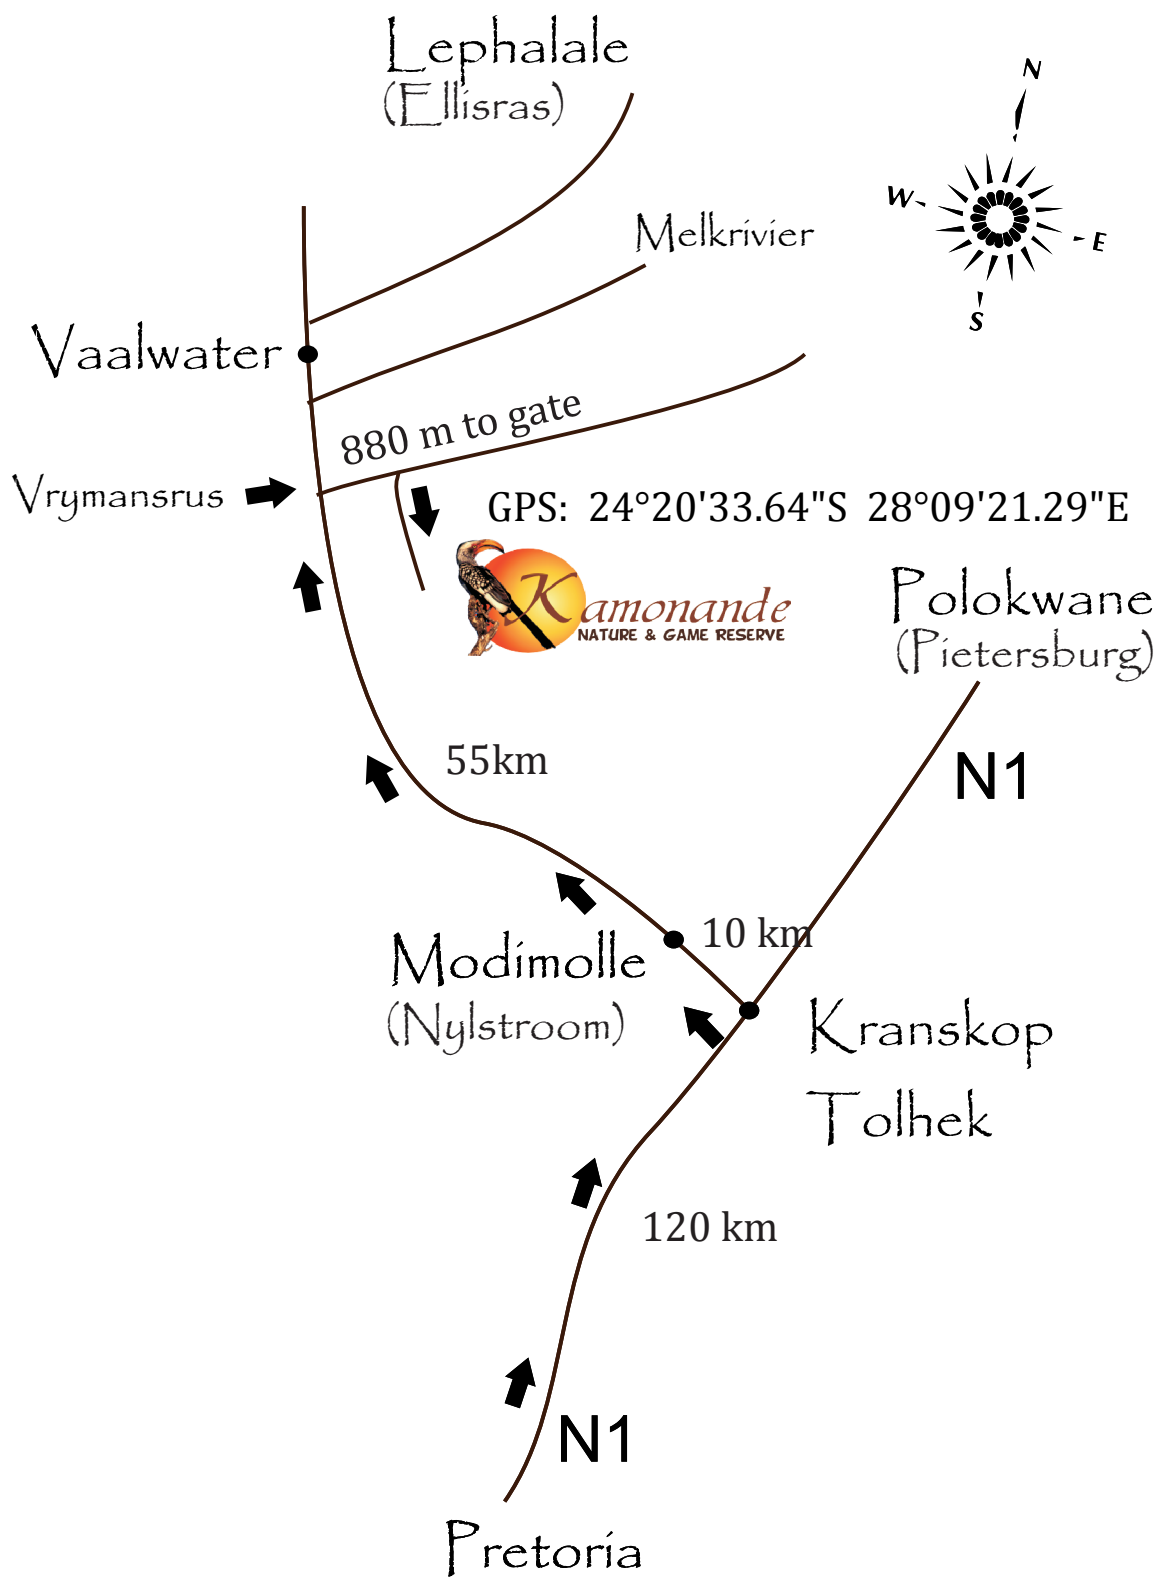 Lephalale
(Ellisras)
N
W
E
S
Melkrivier
Vaalwater
880 m to gate
Vrymansrus
GPS: 24°20'33.64"S 28°09'21.29"E
Kamonande
NATURE & GAME RESERVE
Polokwane
(Pietersburg)
55km
N1
10 km
Modimolle
(Nylstroom)
Kranskop
Tolhek
120 km
N1
Pretoria